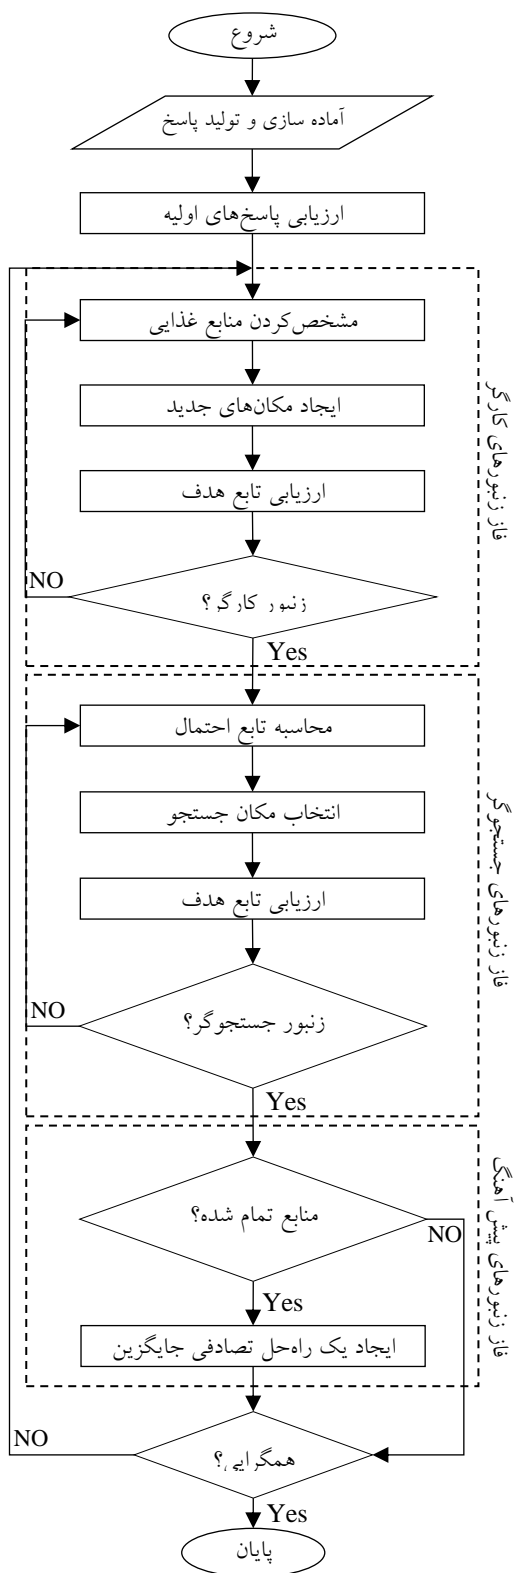 شروع
آماده سازی و تولید پاسخ
ارزیابی پاسخ‌های اولیه
مشخص‌کردن منابع غذایی
ایجاد مکان‌های جدید
ارزیابی تابع هدف
زنبور کارگر؟
NO
Yes
فاز زنبورهای کارگر
محاسبه تابع احتمال
انتخاب مکان جستجو
ارزیابی تابع هدف
زنبور جستجوگر؟
NO
Yes
فاز زنبورهای جستجوگر
منابع تمام شده؟
NO
Yes
ایجاد یک راه‌حل تصادفی جایگزین
فاز زنبورهای پیش آهنگ
همگرایی؟
NO
Yes
پایان